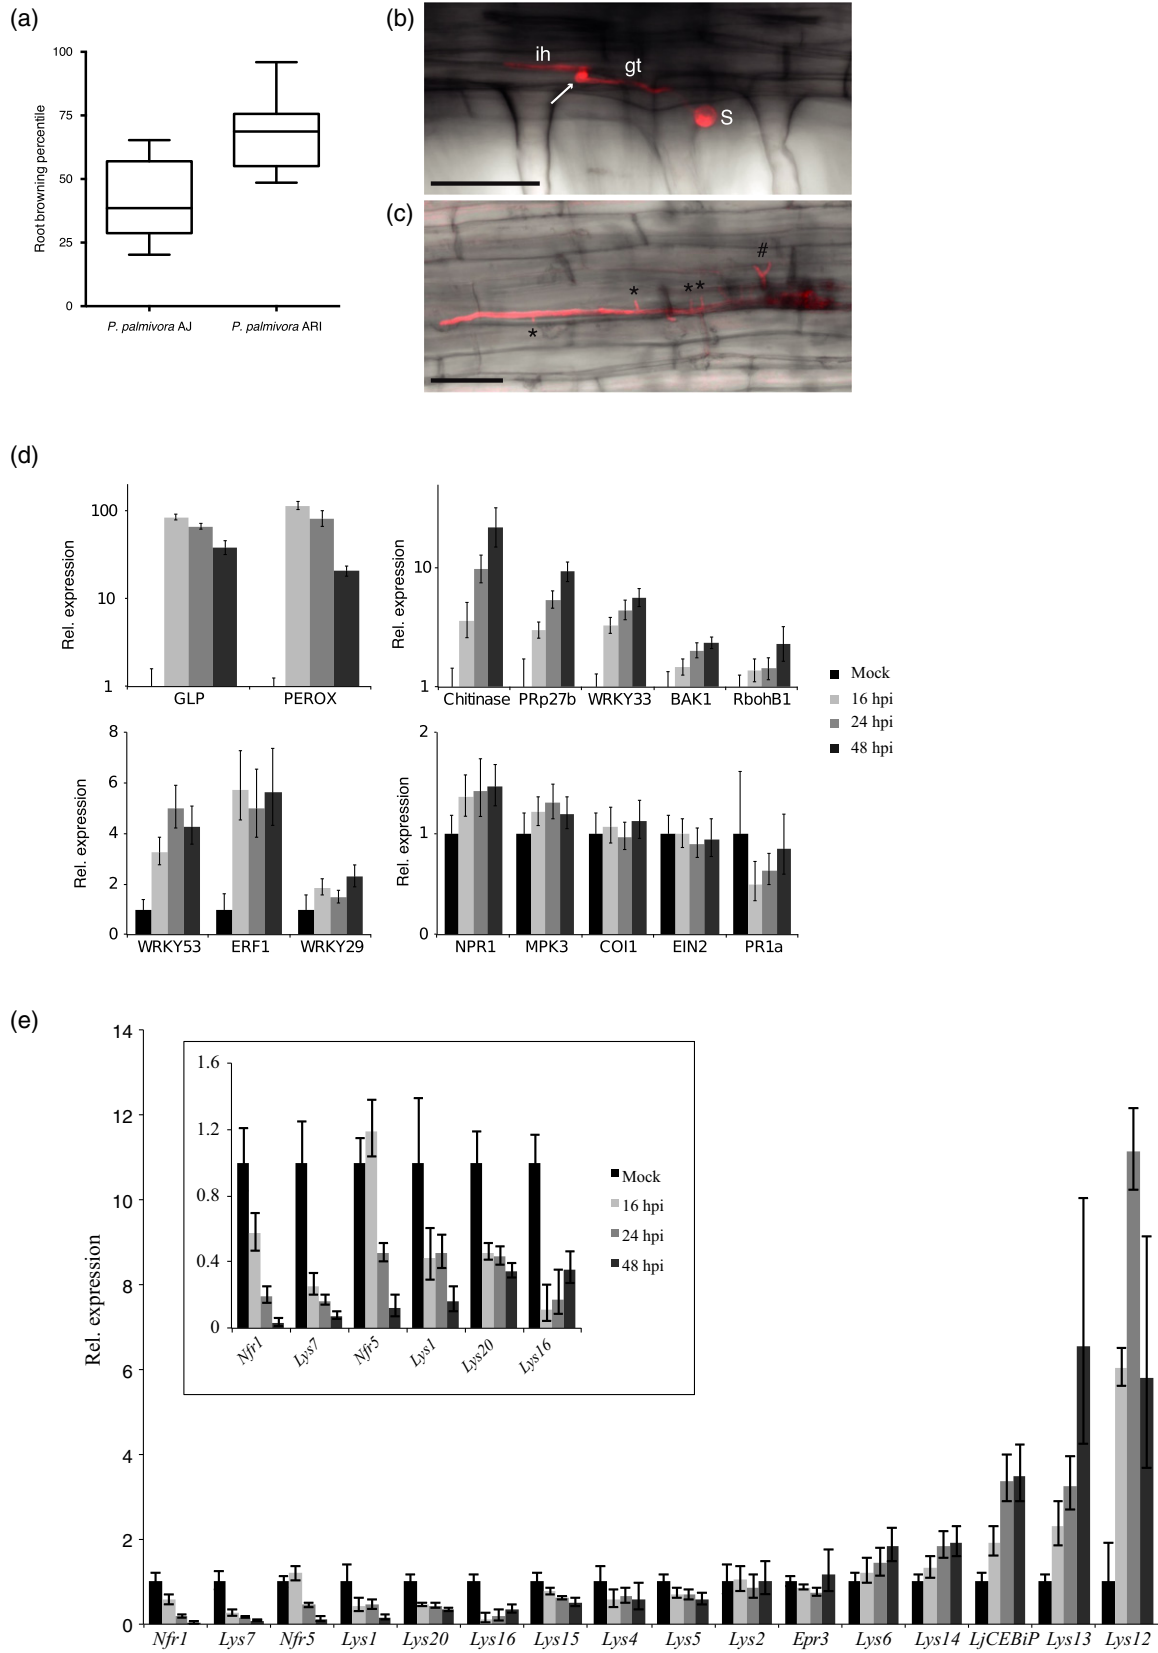 (a)
100
75
50
25
0
Root browning percentile
P. palmivora AJ
P. palmivora ARI
(b)
ih
gt
S
(c)
#
*
* *
*
(d)
100
10
1
Rel. expression
GLP PEROX
10
1
Rel. expression
Chitinase PRp27b WRKY33 BAK1 RbohB1
Mock
16 hpi
24 hpi
48 hpi
8
6
4
2
0
Rel. expression
WRKY53 ERF1 WRKY29
2
1
0
Rel. expression
NPR1 MPK3 COI1 EIN2 PR1a
(e)
14
12
10
8
6
4
2
0
Rel. expression
1.6
1.2
0.8
0.4
0
Nfr1 Lys7 Nfr5 Lys1 Lys20 Lys16
Mock
16 hpi
24 hpi
48 hpi
Nfr1 Lys7 Nfr5 Lys1 Lys20 Lys16 Lys15 Lys4 Lys5 Lys2 Epr3 Lys6 Lys14 LjCEBiP Lys13 Lys12